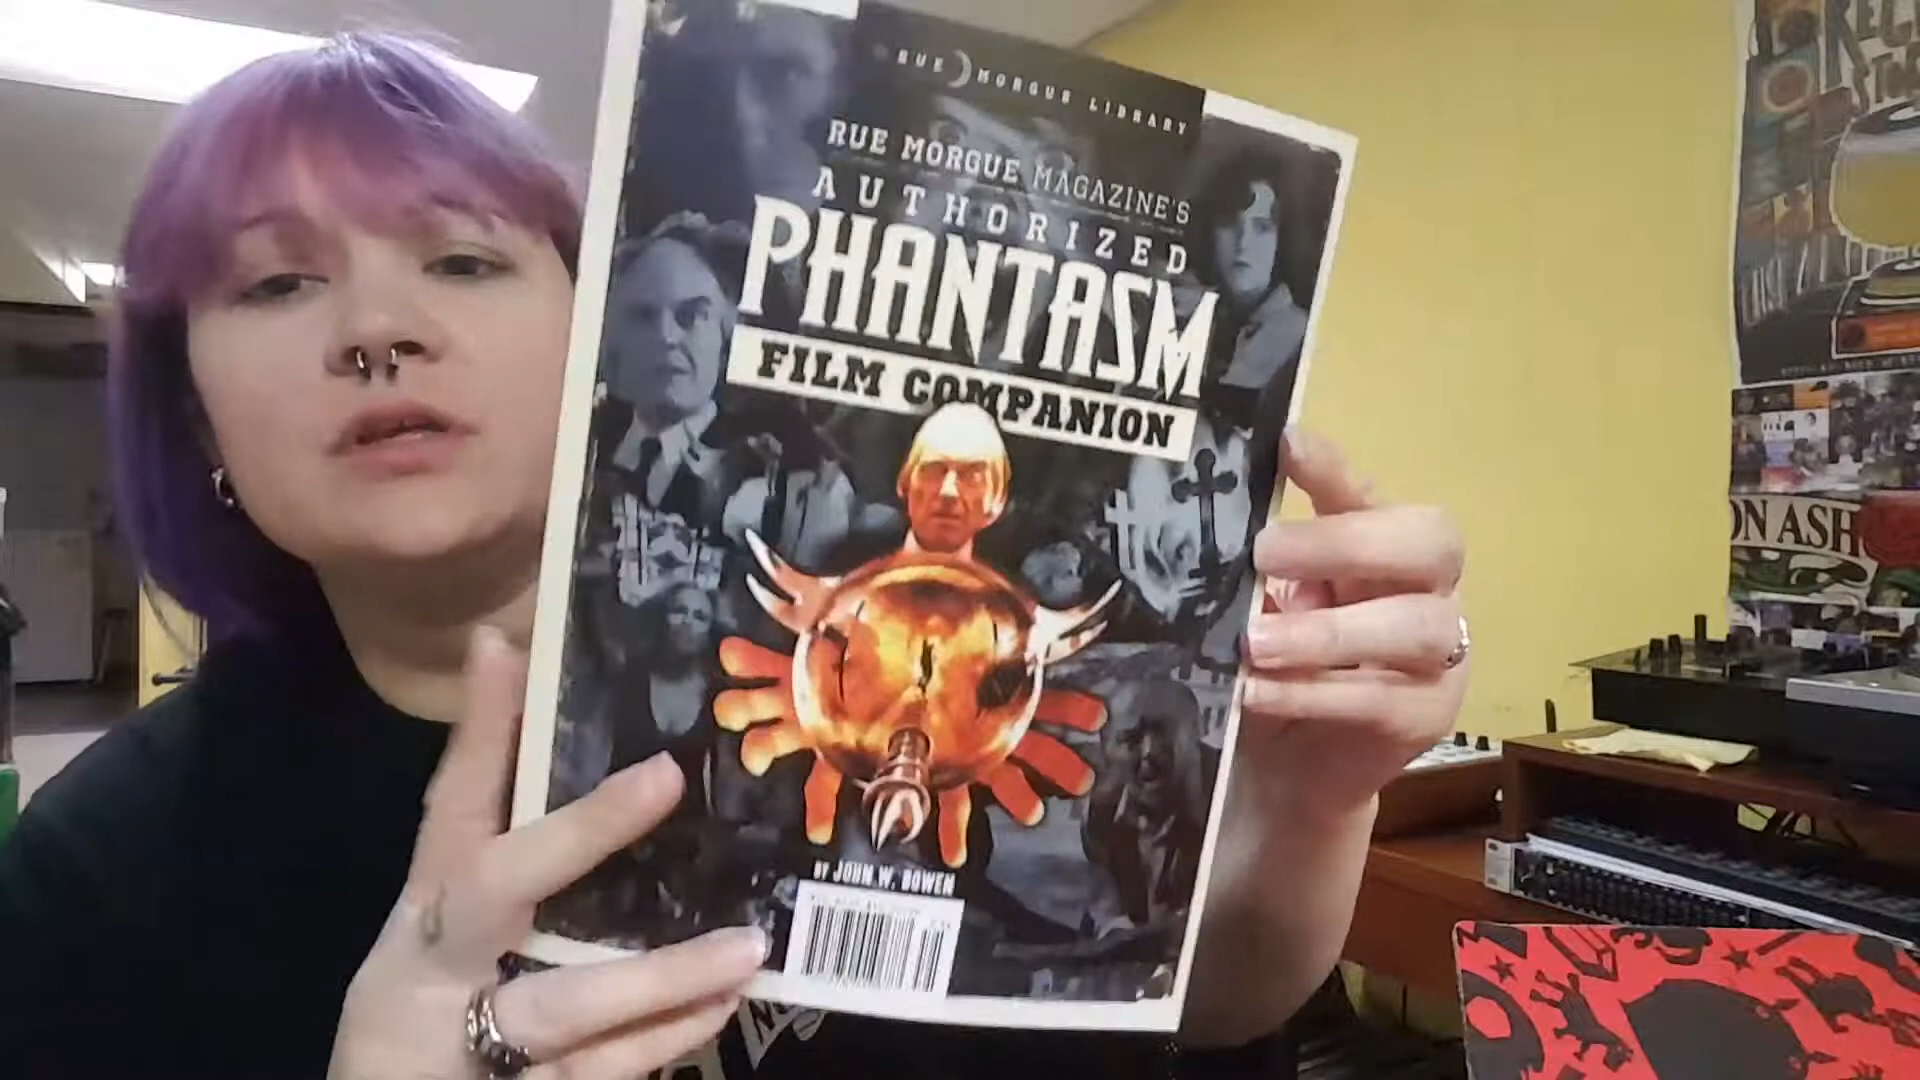 RUE MORGUE LIBRARY
RUE MORGUE MAGAZINE'S
AUTHORIZED
PHANTASM
FILM COMPANION
BY JOHN W. BOWEN
ON ASH